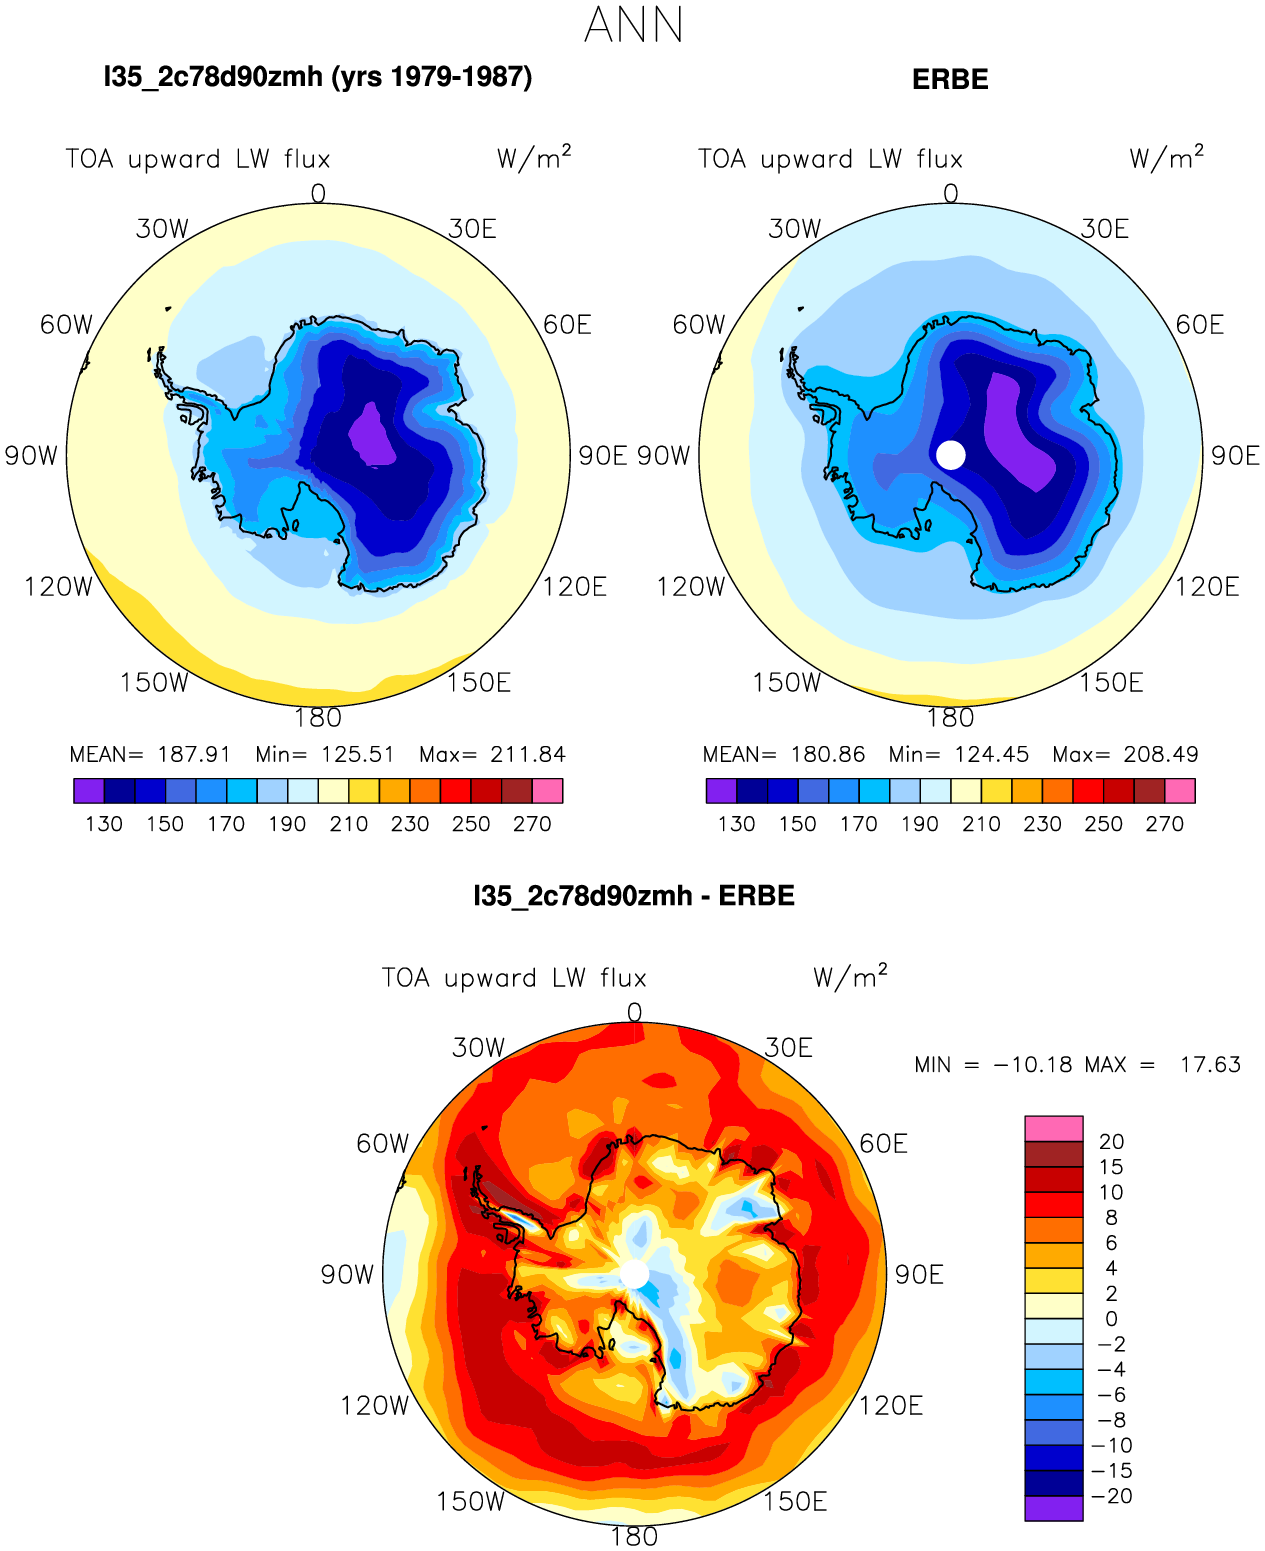 ANN
l35_2c78d90zmh (yrs 1979-1987)
ERBE
TOA upward LW flux W/m²
TOA upward LW flux W/m²
0
30W 30E
60W 60E
90W 90E
120W 120E
150W 150E
180
0
30W 30E
60W 60E
90W 90E
120W 120E
150W 150E
180
MEAN= 187.91 Min= 125.51 Max= 211.84
130 150 170 190 210 230 250 270
MEAN= 180.86 Min= 124.45 Max= 208.49
130 150 170 190 210 230 250 270
l35_2c78d90zmh - ERBE
TOA upward LW flux W/m²
0
30W 30E
60W 60E
90W 90E
120W 120E
150W 150E
180
MIN = −10.18 MAX = 17.63
20
15
10
8
6
4
2
0
−2
−4
−6
−8
−10
−15
−20